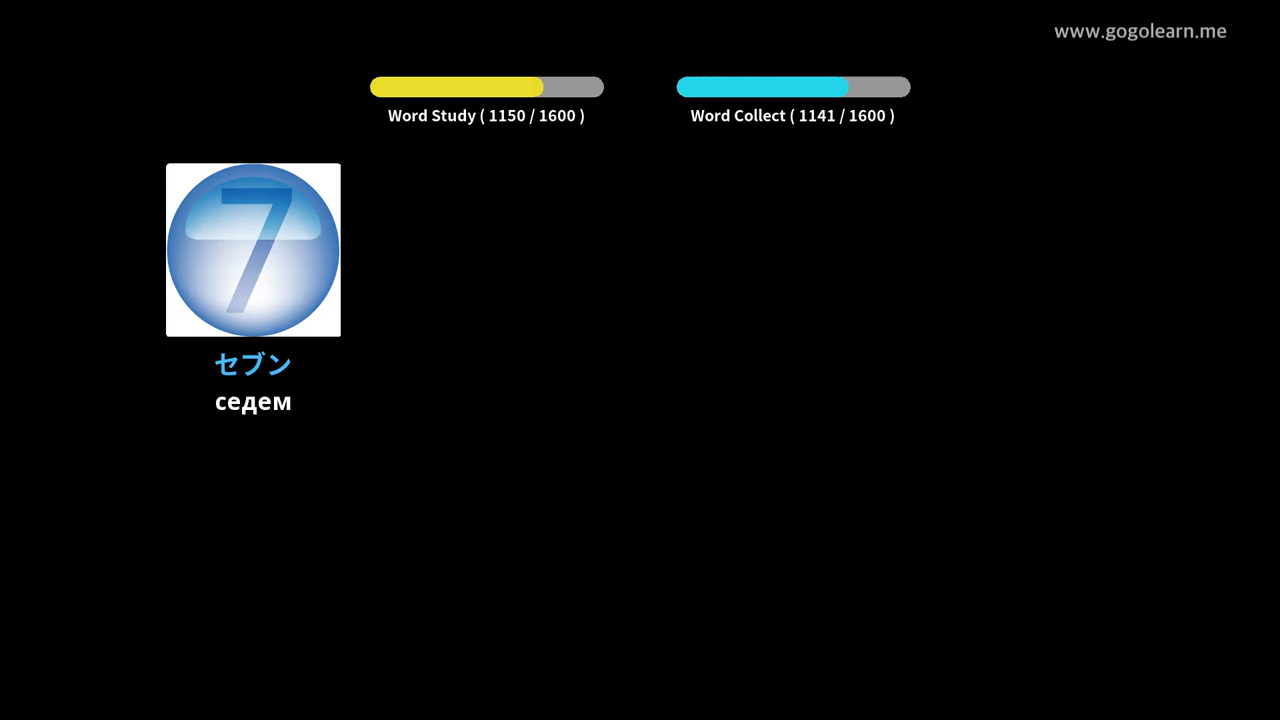 www.gogolearn.me
Word Study ( 1150 / 1600 )
Word Collect ( 1141 / 1600 )
7
セブン
седем